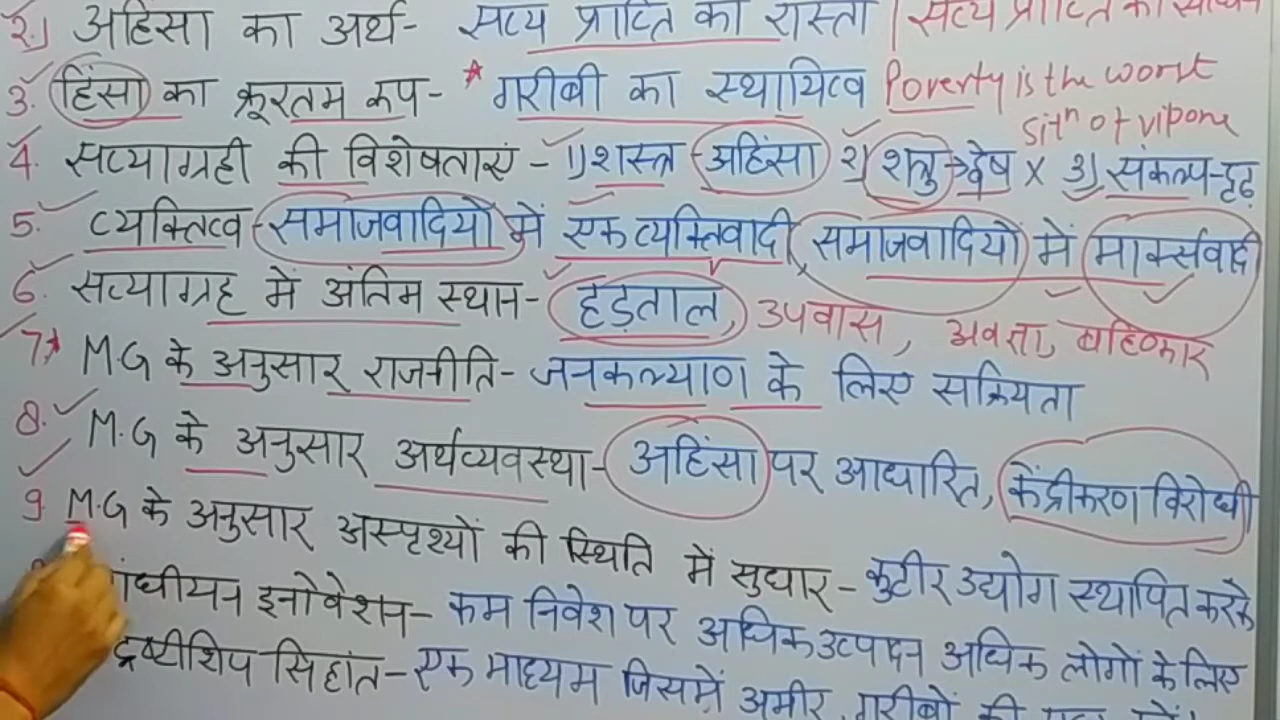 2) अहिंसा का अर्थ- सत्य प्राप्ति का रास्ता | सत्य प्राप्ति का साधन
3. हिंसा का क्रूरतम रूप- * गरीबी का स्थायित्व Poverty is the worst
sitⁿ of
4. सत्याग्रही की विशेषताएं - 1) शस्त्र - अहिंसा 2) शत्रु → द्वेष x 3) संकल्प-दृढ़
5. व्यक्तित्व- समाजवादियों में एक व्यक्तिवादी, समाजवादियों में मार्क्सवादी
6. सत्याग्रह में अंतिम स्थान- हड़ताल, उपवास, अवज्ञा, बहिष्कार
7.* M.G के अनुसार राजनीति- जनकल्याण के लिए सक्रियता
8. M.G के अनुसार अर्थव्यवस्था- अहिंसा पर आधारित, केंद्रीकरण विरोधी
9 M.G के अनुसार अस्पृश्यों की स्थिति में सुधार- कुटीर उद्योग स्थापित करके
गांधीयन इनोवेशन- कम निवेश पर अधिक उत्पादन अधिक लोगों के लिए
ट्रस्टीशिप सिद्दांत- एक माध्यम जिसमें अमीर, गरीबों की